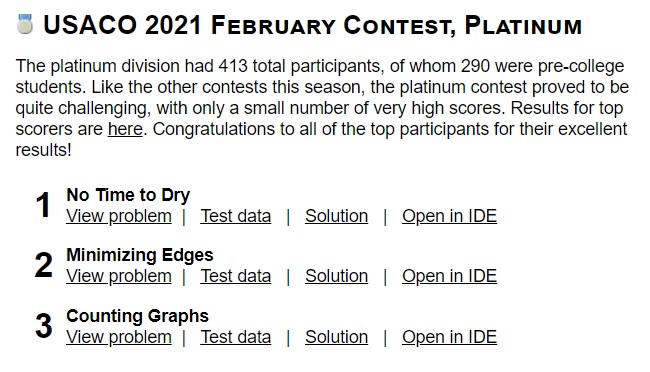 USACO 2021 February Contest, Platinum
The platinum division had 413 total participants, of whom 290 were pre-college
students. Like the other contests this season, the platinum contest proved to be
quite challenging, with only a small number of very high scores. Results for top
scorers are here. Congratulations to all of the top participants for their excellent
results!
1 No Time to Dry
View problem | Test data | Solution | Open in IDE
2 Minimizing Edges
View problem | Test data | Solution | Open in IDE
3 Counting Graphs
View problem | Test data | Solution | Open in IDE